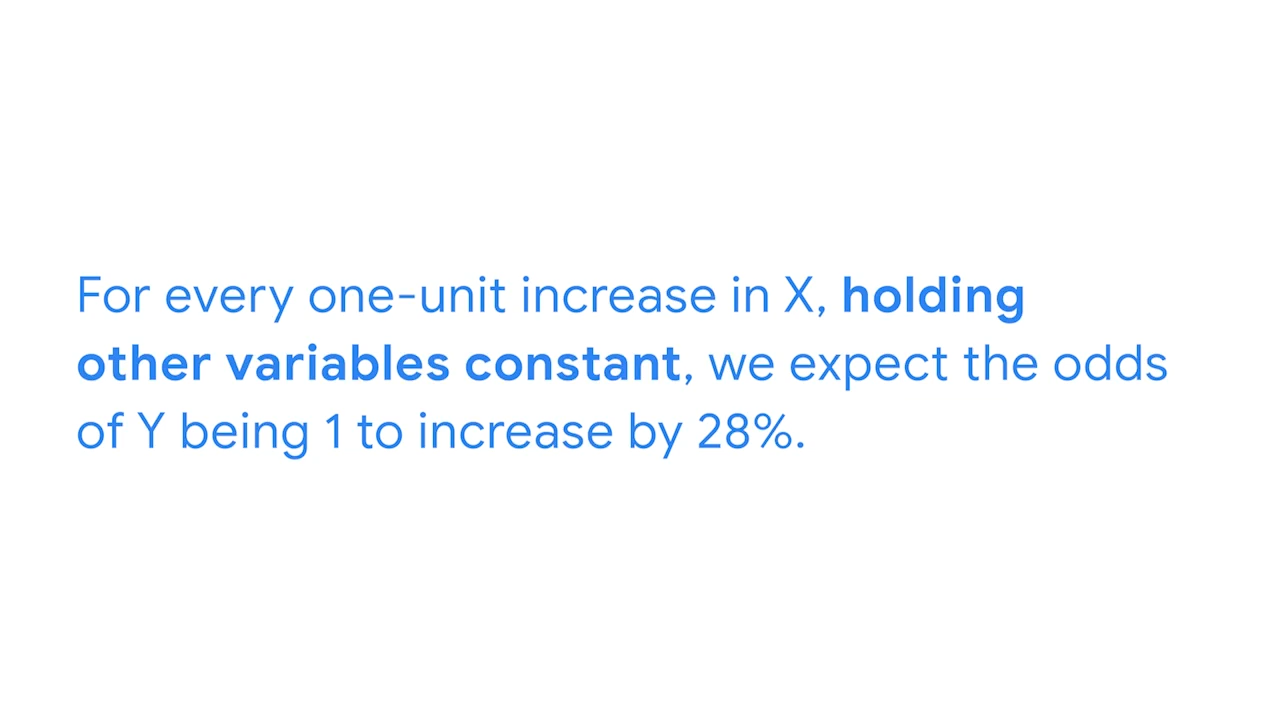 For every one-unit increase in X, holding
other variables constant, we expect the odds
of Y being 1 to increase by 28%.